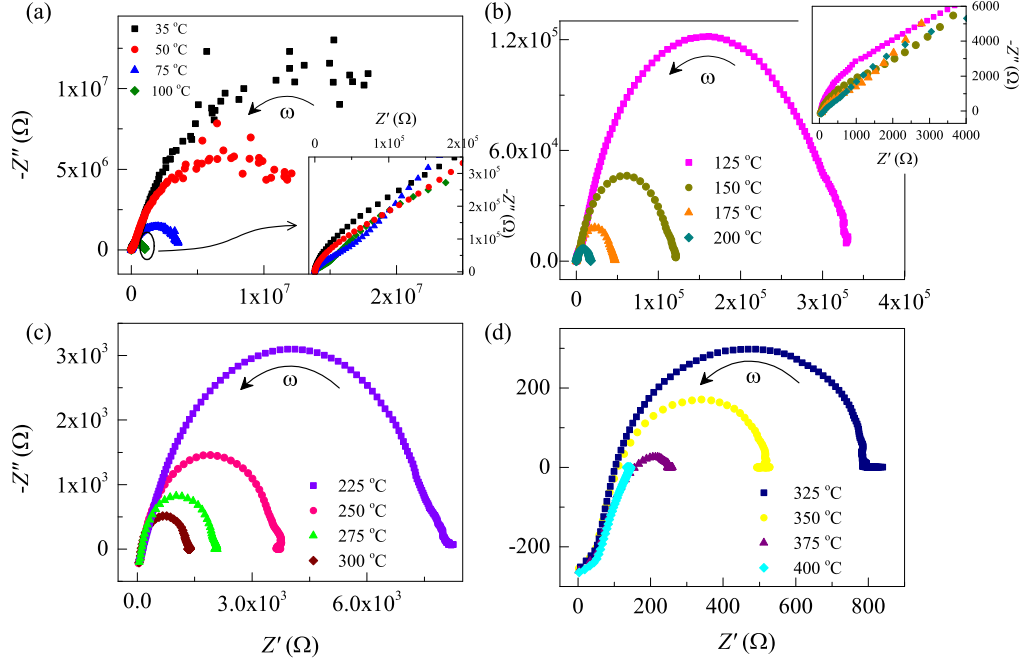 (a)
35 °C
50 °C
75 °C
100 °C
ω
1x10⁷
5x10⁶
0
0
1x10⁷
2x10⁷
-Z″ (Ω)
Z′ (Ω)
0
1x10⁵
2x10⁵
3x10⁵
2x10⁵
1x10⁵
0
-Z″ (Ω)
(b)
1.2x10⁵
6.0x10⁴
0.0
0
1x10⁵
2x10⁵
3x10⁵
4x10⁵
ω
125 °C
150 °C
175 °C
200 °C
6000
4000
2000
0
-Z″ (Ω)
0
1000
2000
3000
4000
Z′ (Ω)
(c)
3x10³
2x10³
1x10³
0
0.0
3.0x10³
6.0x10³
-Z″ (Ω)
ω
225 °C
250 °C
275 °C
300 °C
Z′ (Ω)
(d)
200
0
-200
0
200
400
600
800
ω
325 °C
350 °C
375 °C
400 °C
Z′ (Ω)